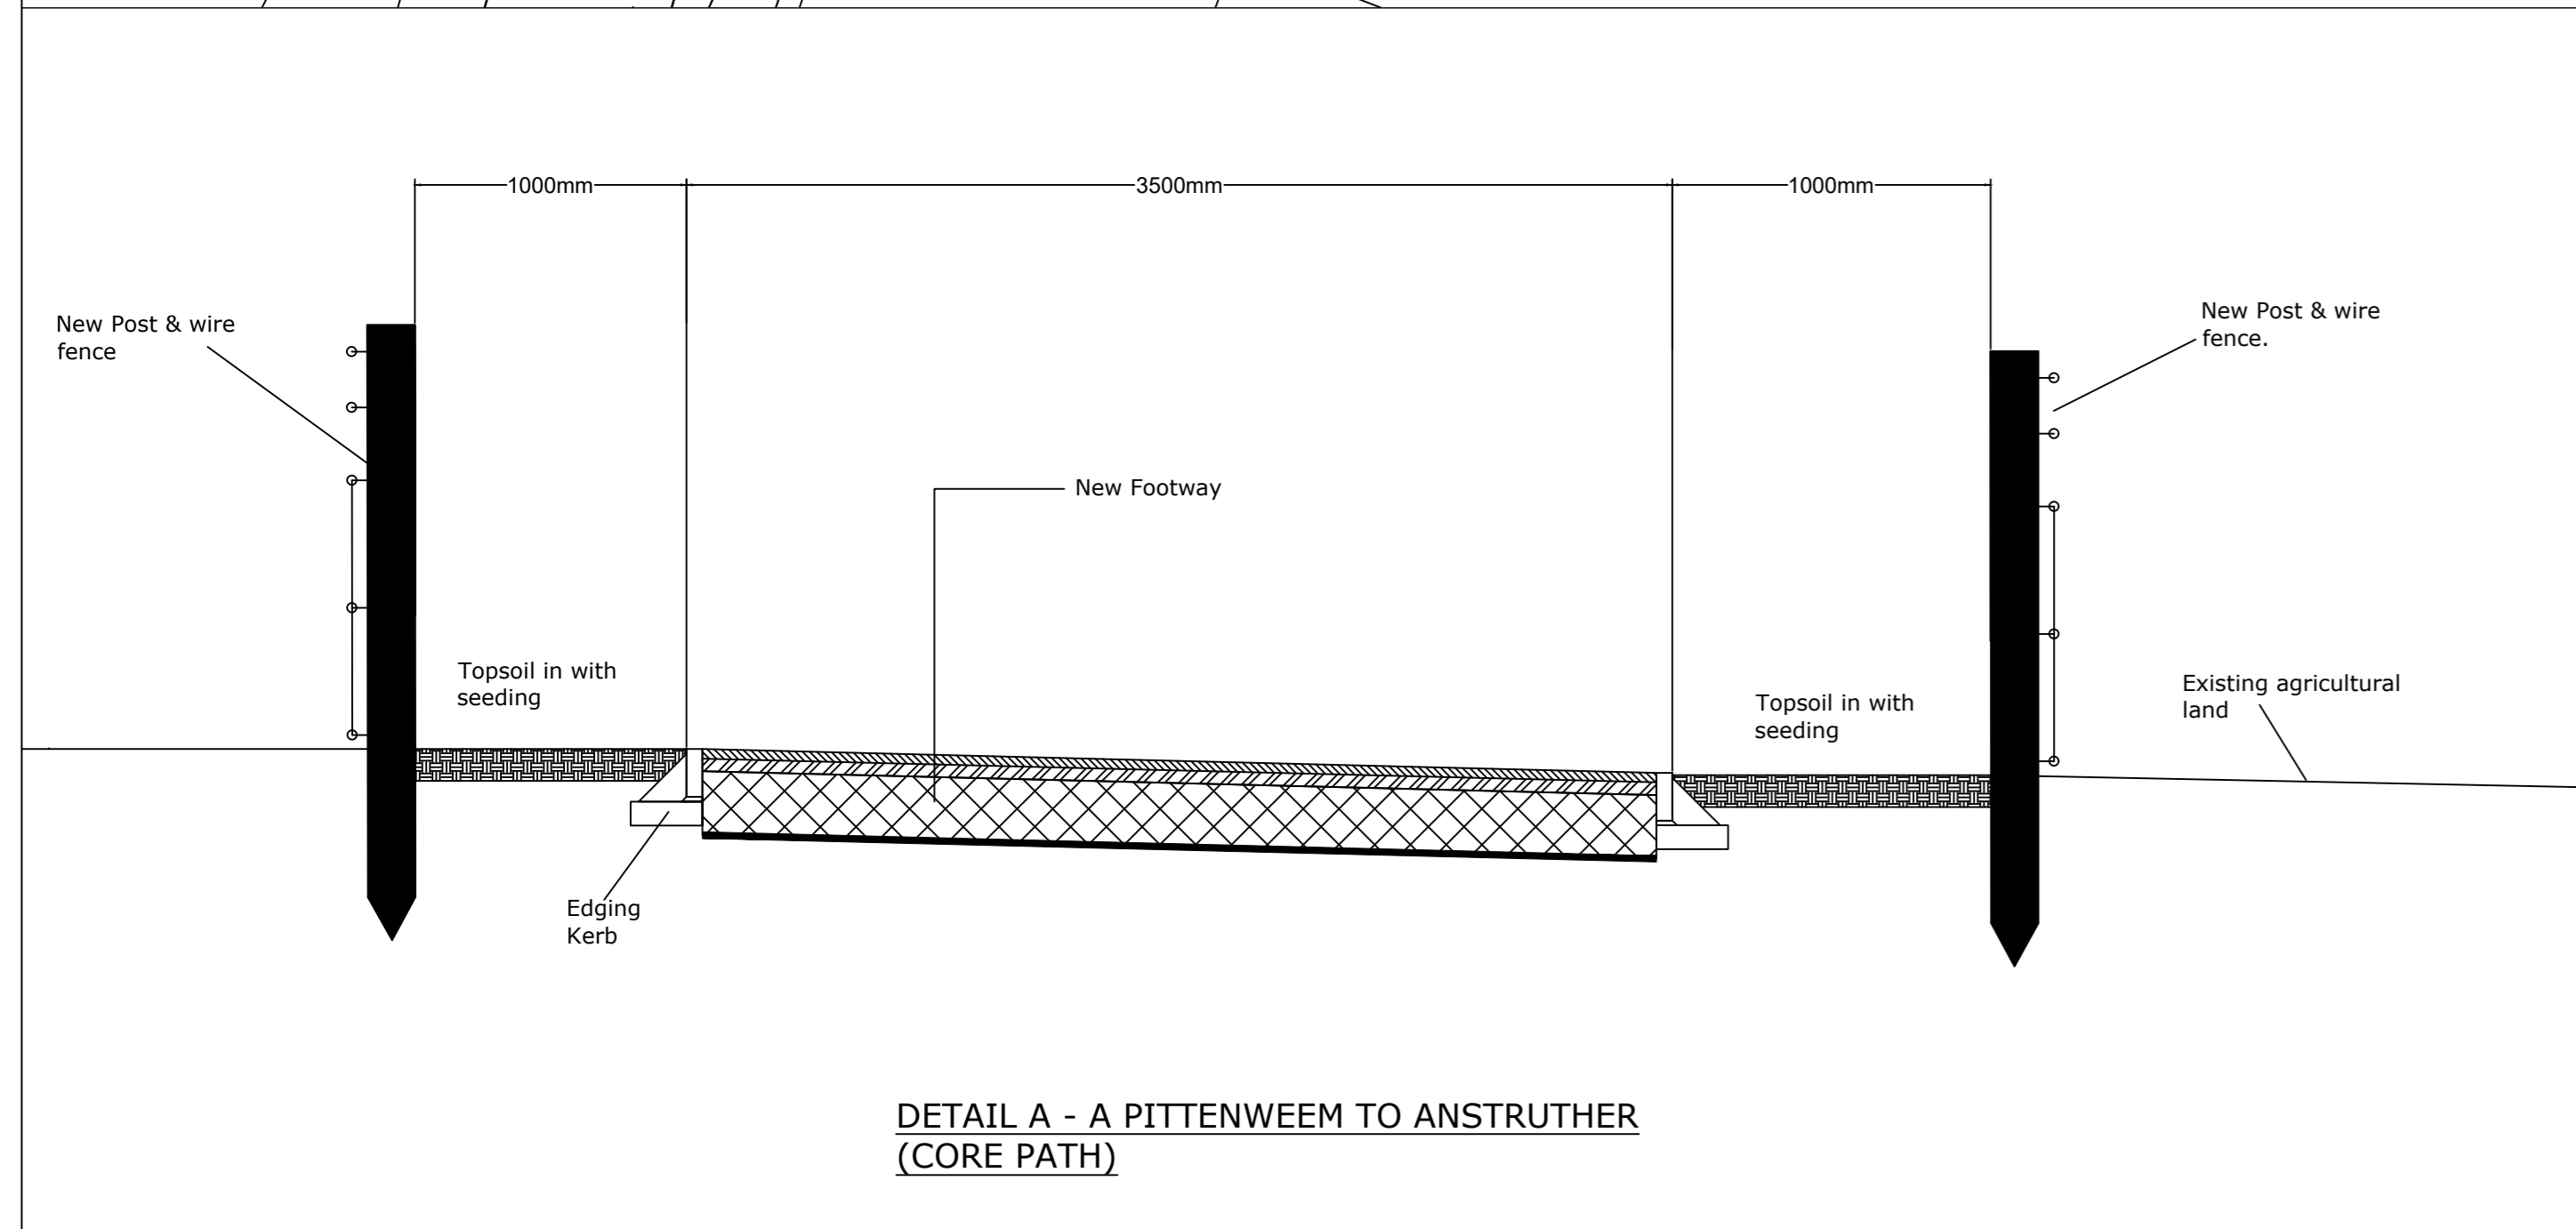 1000mm
3500mm
1000mm
New Post & wire
fence
New Post & wire
fence.
New Footway
Topsoil in with
seeding
Topsoil in with
seeding
Existing agricultural
land
Edging
Kerb
DETAIL A - A PITTENWEEM TO ANSTRUTHER
(CORE PATH)